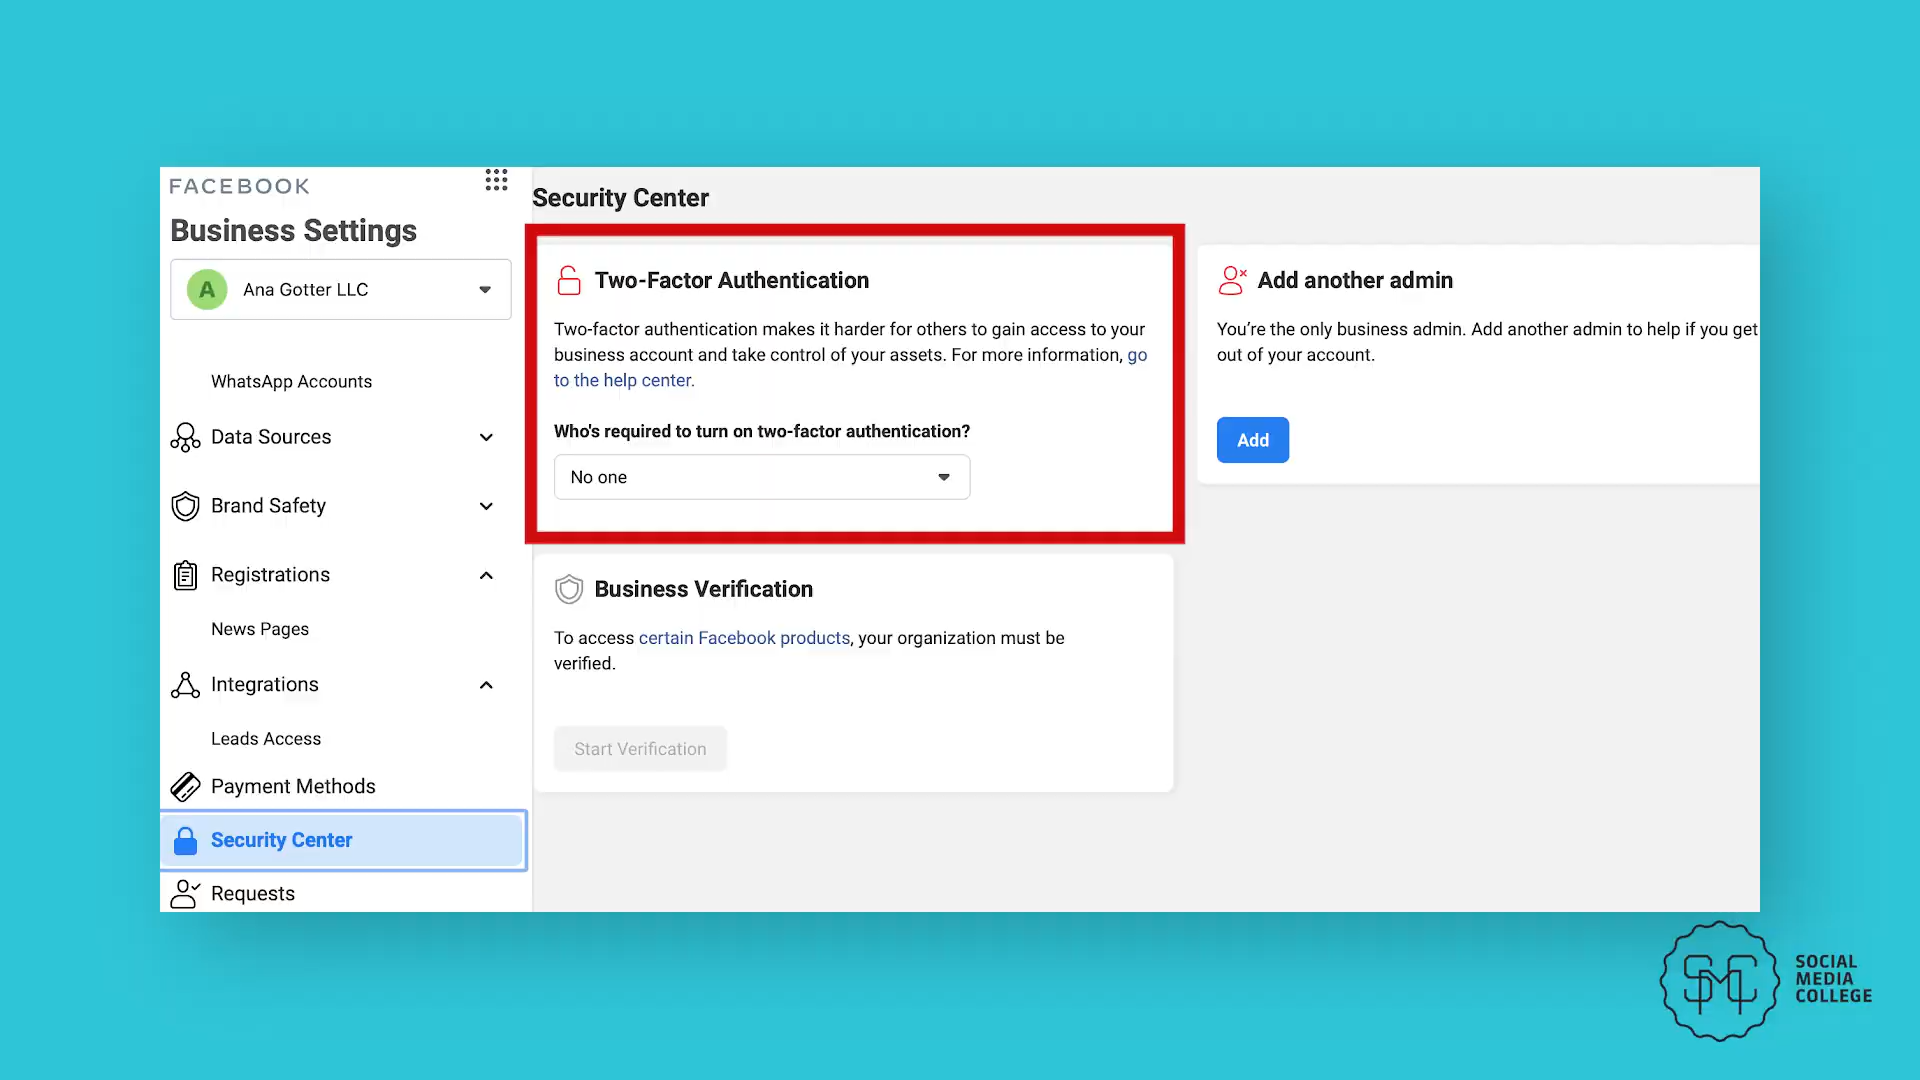 FACEBOOK
Business Settings
A
Ana Gotter LLC
WhatsApp Accounts
Data Sources
Brand Safety
Registrations
News Pages
Integrations
Leads Access
Payment Methods
Security Center
Requests
Security Center
Two-Factor Authentication
Two-factor authentication makes it harder for others to gain access to your
business account and take control of your assets. For more information, go
to the help center.
Who's required to turn on two-factor authentication?
No one
Add another admin
You're the only business admin. Add another admin to help if you get
out of your account.
Add
Business Verification
To access certain Facebook products, your organization must be
verified.
Start Verification
SMC
SOCIAL
MEDIA
COLLEGE